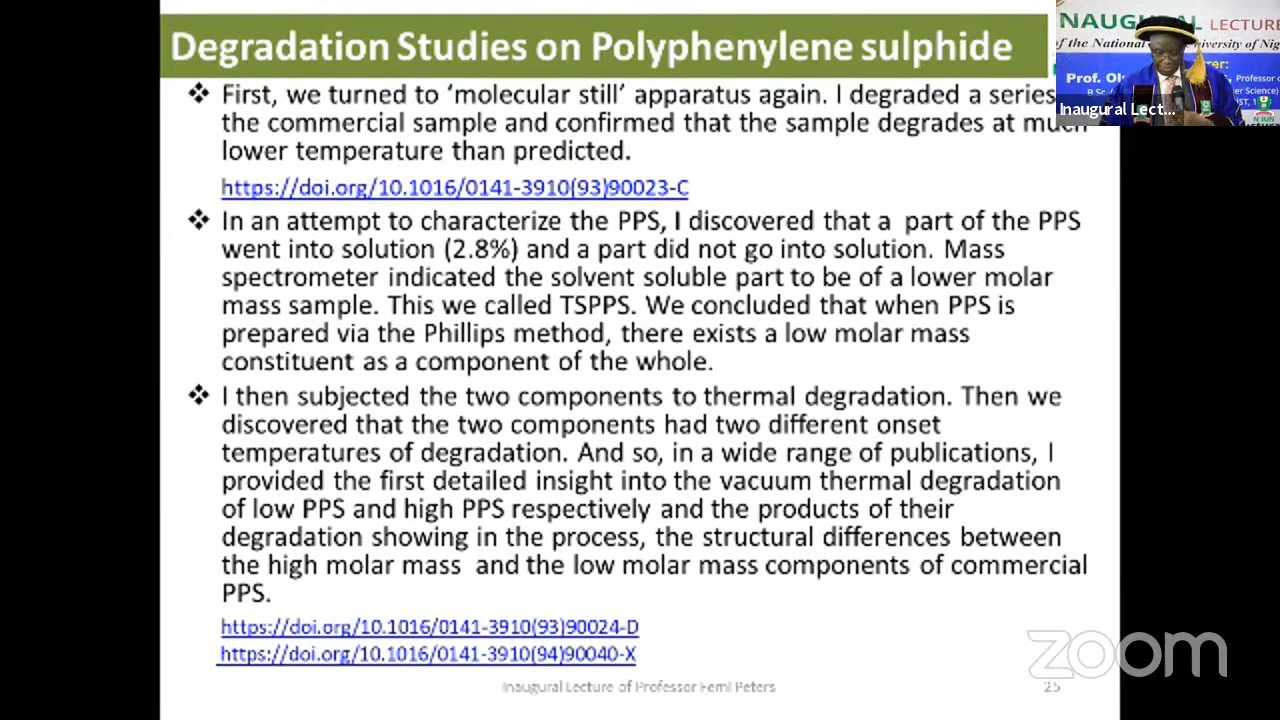 Degradation Studies on Polyphenylene sulphide
❖ First, we turned to ‘molecular still’ apparatus again. I degraded a series
the commercial sample and confirmed that the sample degrades at much
lower temperature than predicted.
https://doi.org/10.1016/0141-3910(93)90023-C
❖ In an attempt to characterize the PPS, I discovered that a part of the PPS
went into solution (2.8%) and a part did not go into solution. Mass
spectrometer indicated the solvent soluble part to be of a lower molar
mass sample. This we called TSPPS. We concluded that when PPS is
prepared via the Phillips method, there exists a low molar mass
constituent as a component of the whole.
❖ I then subjected the two components to thermal degradation. Then we
discovered that the two components had two different onset
temperatures of degradation. And so, in a wide range of publications, I
provided the first detailed insight into the vacuum thermal degradation
of low PPS and high PPS respectively and the products of their
degradation showing in the process, the structural differences between
the high molar mass and the low molar mass components of commercial
PPS.
https://doi.org/10.1016/0141-3910(93)90024-D
https://doi.org/10.1016/0141-3910(94)90040-X
Inaugural Lecture of Professor Femi Peters
25
NAUGURAL LECTURE
of the National University of Nig
Prof.
Professor
Inaugural Lect...
zoom